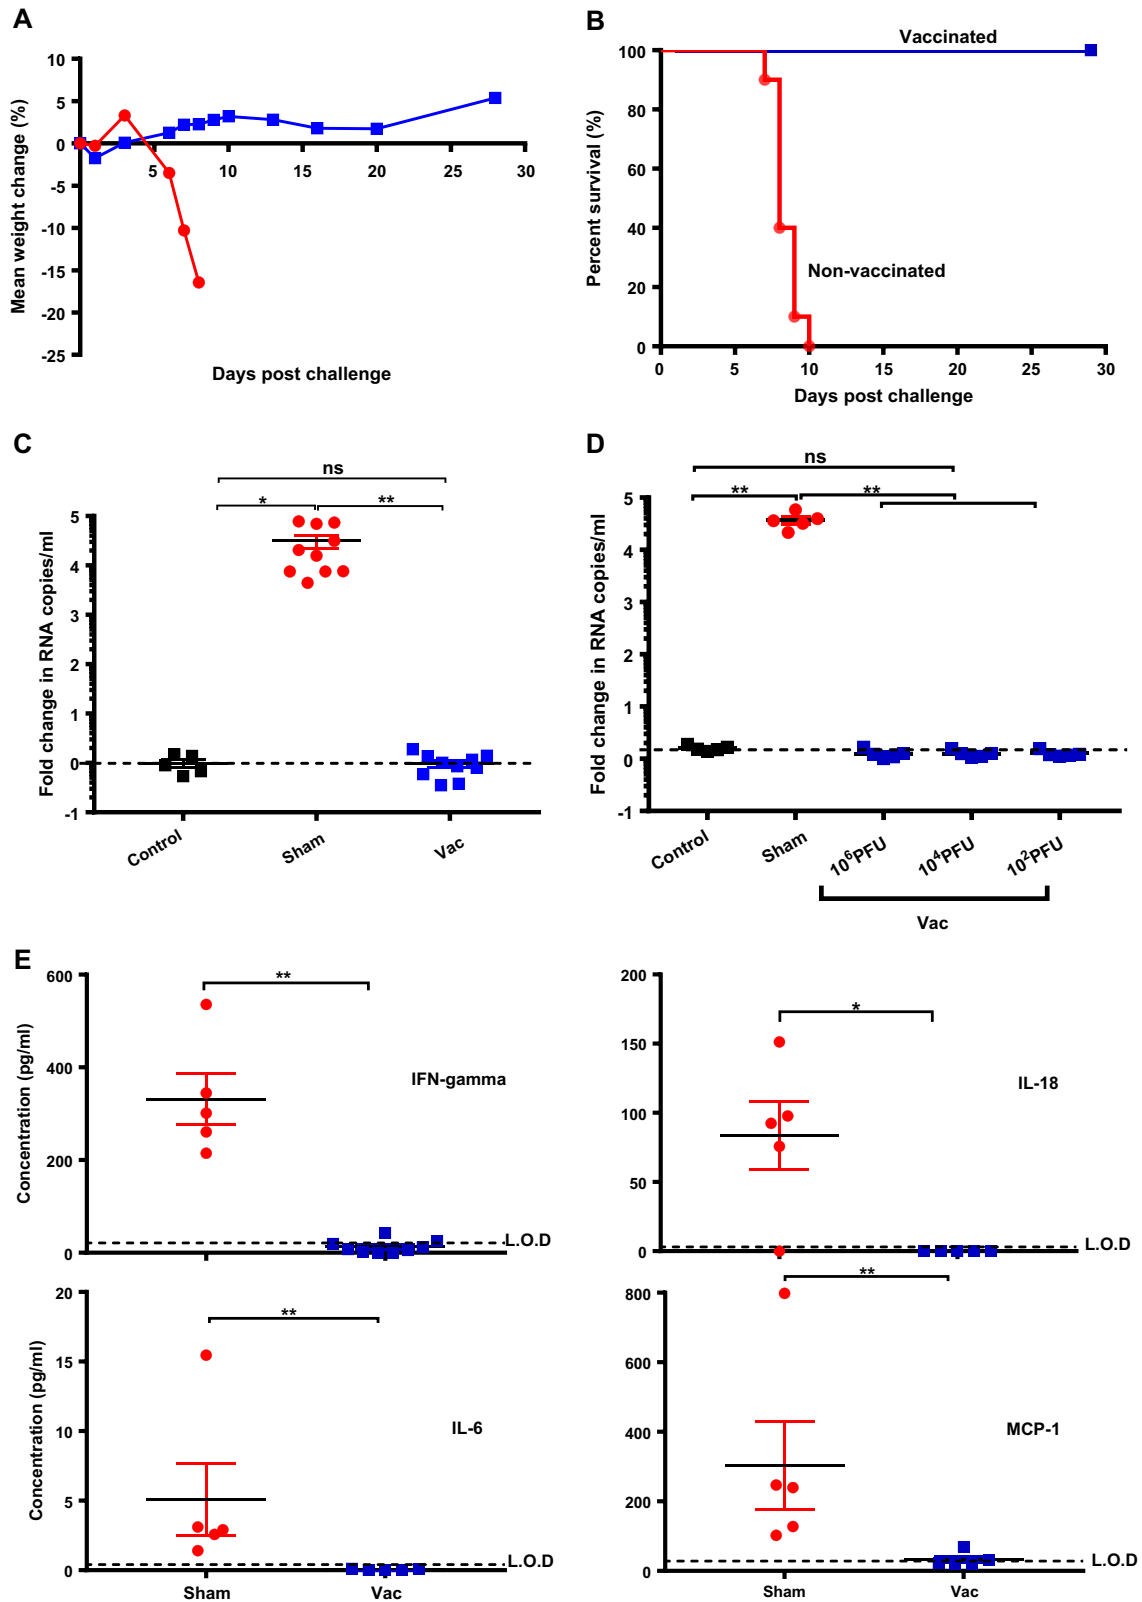 A
Mean weight change (%)
10
5
0
-5
-10
-15
-20
-25
5
10
15
20
25
30
Days post challenge
B
Vaccinated
Percent survival (%)
100
80
60
40
20
0
Non-vaccinated
0
5
10
15
20
25
30
Days post challenge
C
ns
*
**
Fold change in RNA copies/ml
5
4
3
2
1
0
-1
Control
Sham
Vac
D
ns
**
**
Fold change in RNA copies/ml
5
4
3
2
1
0
-1
Control
Sham
10⁶PFU
10⁴PFU
10²PFU
Vac
E
Concentration (pg/ml)
600
400
200
0
**
IFN-gamma
L.O.D
200
150
100
50
0
*
IL-18
L.O.D
Concentration (pg/ml)
20
15
10
5
0
**
IL-6
L.O.D
Sham
Vac
800
600
400
200
0
**
MCP-1
L.O.D
Sham
Vac